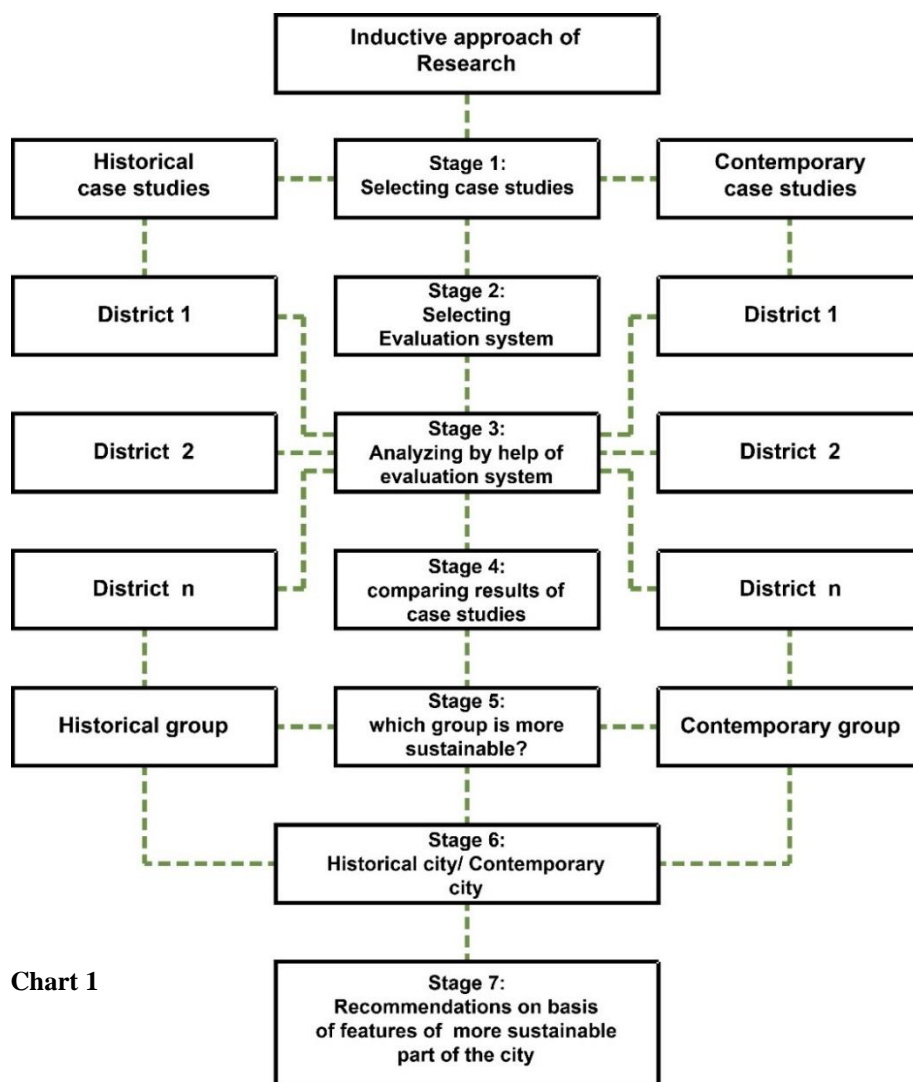 Inductive approach of
Research
Historical
case studies
Stage 1:
Selecting case studies
Contemporary
case studies
District 1
Stage 2:
Selecting
Evaluation system
District 1
District 2
Stage 3:
Analyzing by help of
evaluation system
District 2
District n
Stage 4:
comparing results of
case studies
District n
Historical group
Stage 5:
which group is more
sustainable?
Contemporary group
Stage 6:
Historical city/ Contemporary
city
Chart 1
Stage 7:
Recommendations on basis
of features of more sustainable
part of the city